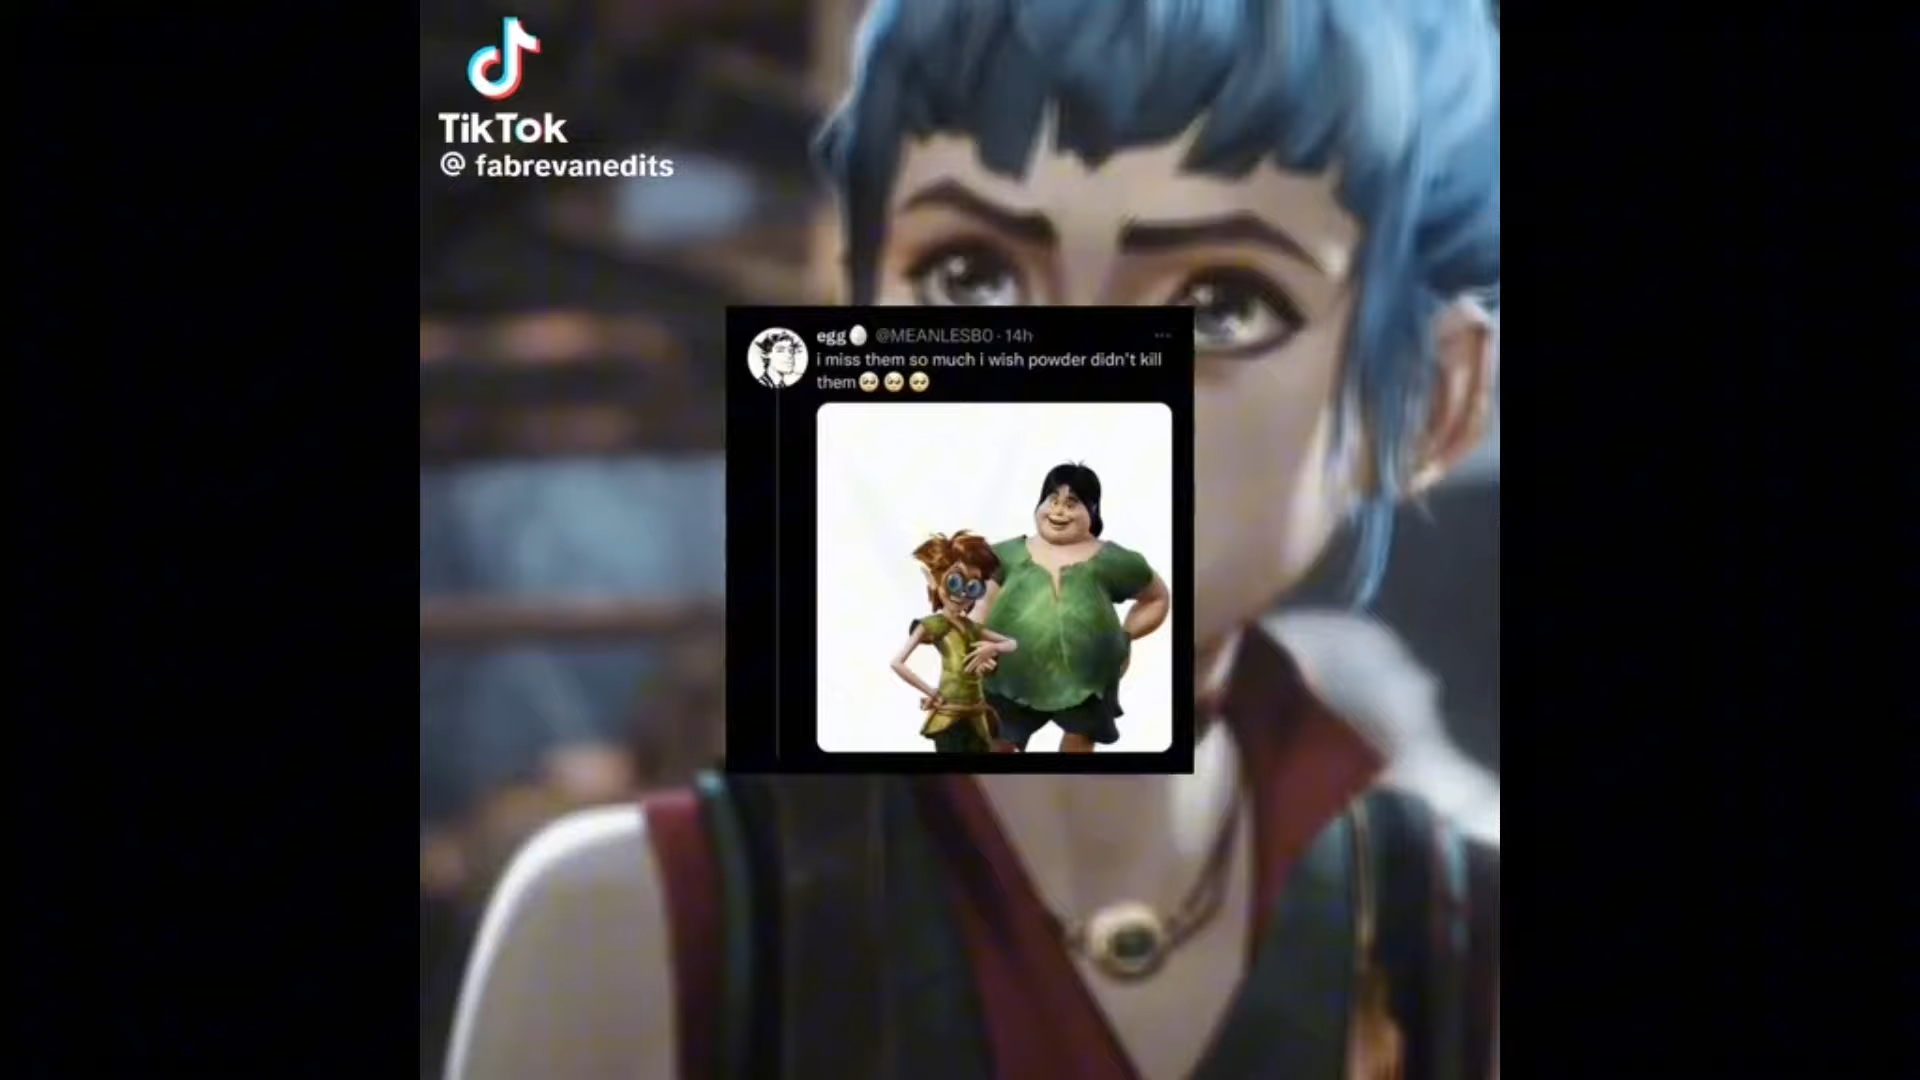 TikTok
@ fabrevanedits
egg🥚 @MEANLESBO · 14h
i miss them so much i wish powder didn't kill
them🥺🥺🥺